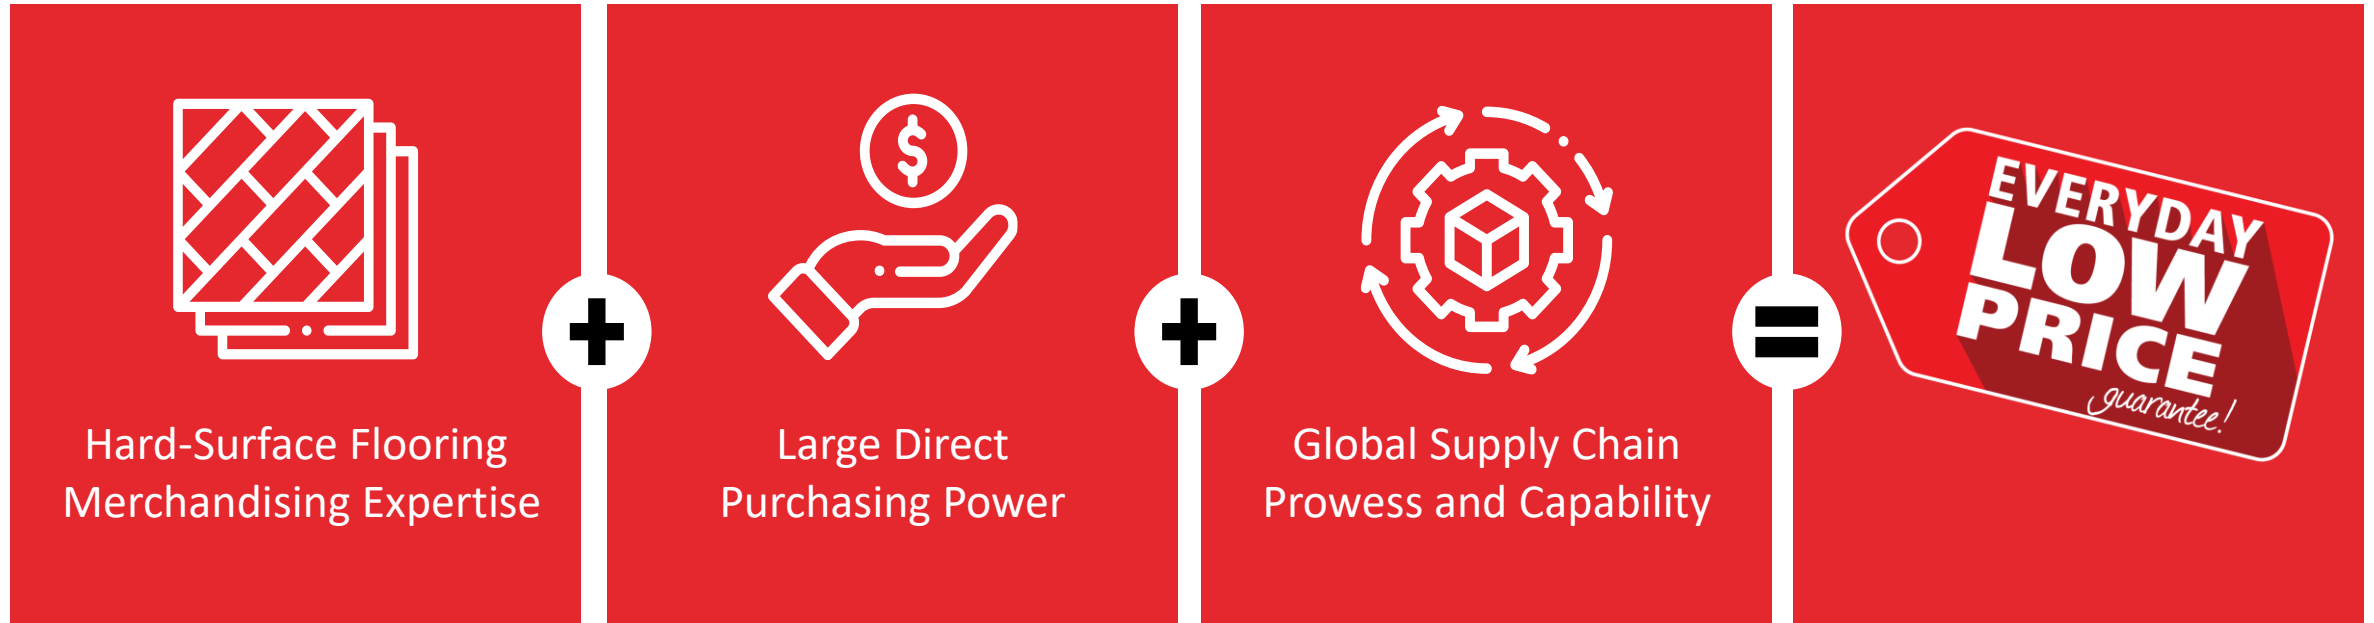 Hard-Surface Flooring
Merchandising Expertise
+
$
Large Direct
Purchasing Power
+
Global Supply Chain
Prowess and Capability
=
EVERYDAY
LOW
PRICE
guarantee!